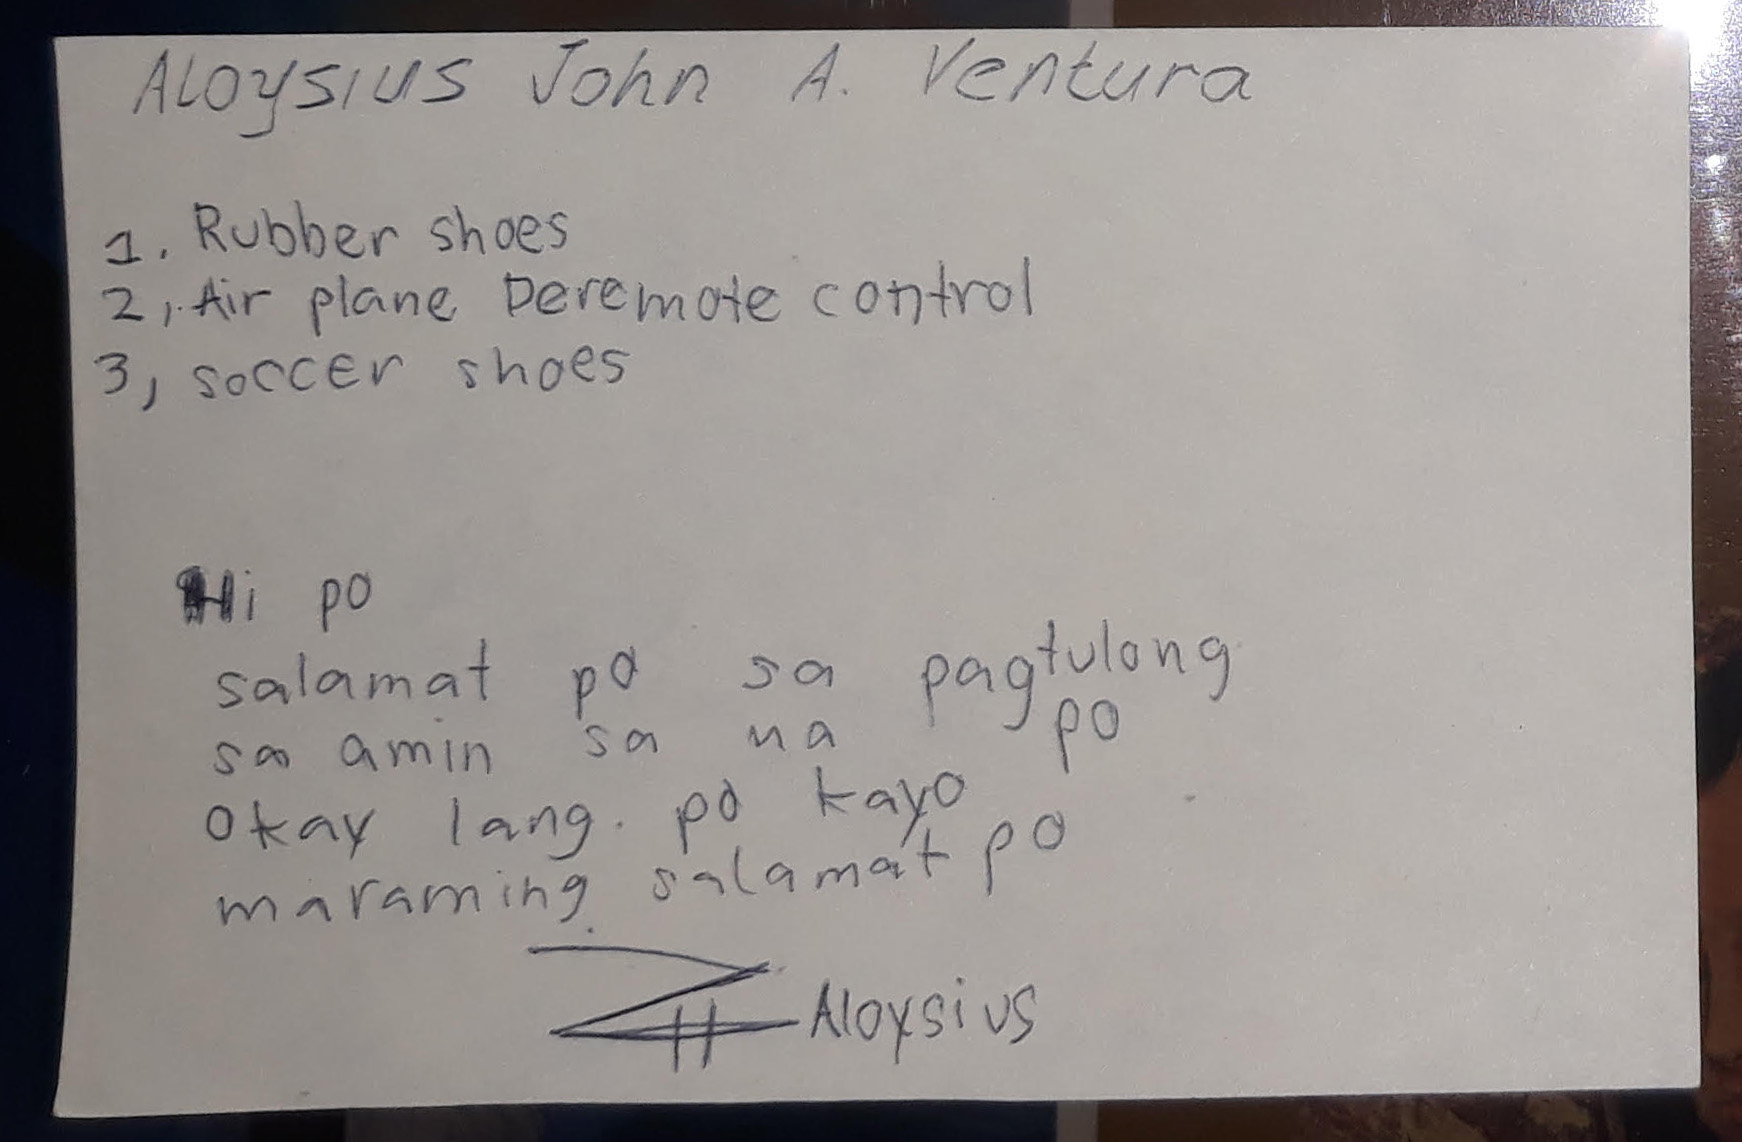 Aloysius John A. Ventura
1. Rubber shoes
2, Air plane Deremote control
3, soccer shoes
Hi po
salamat po sa pagtulong
sa amin sa na po
okay lang. po kayo
maraming salamat po
Aloysius